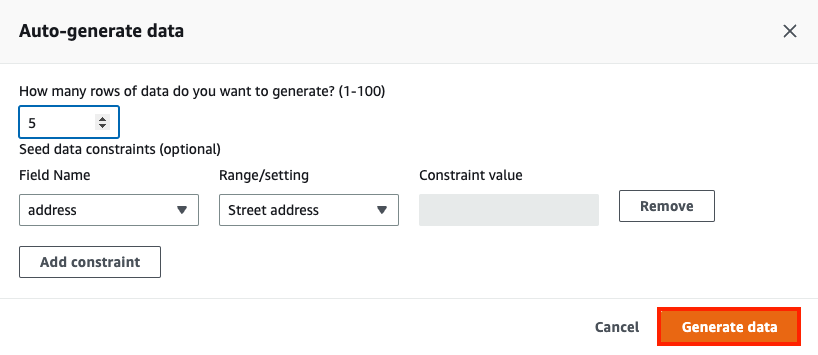 Auto-generate data
How many rows of data do you want to generate? (1-100)
5
Seed data constraints (optional)
Field Name Range/setting Constraint value
address Street address Remove
Add constraint
Cancel Generate data